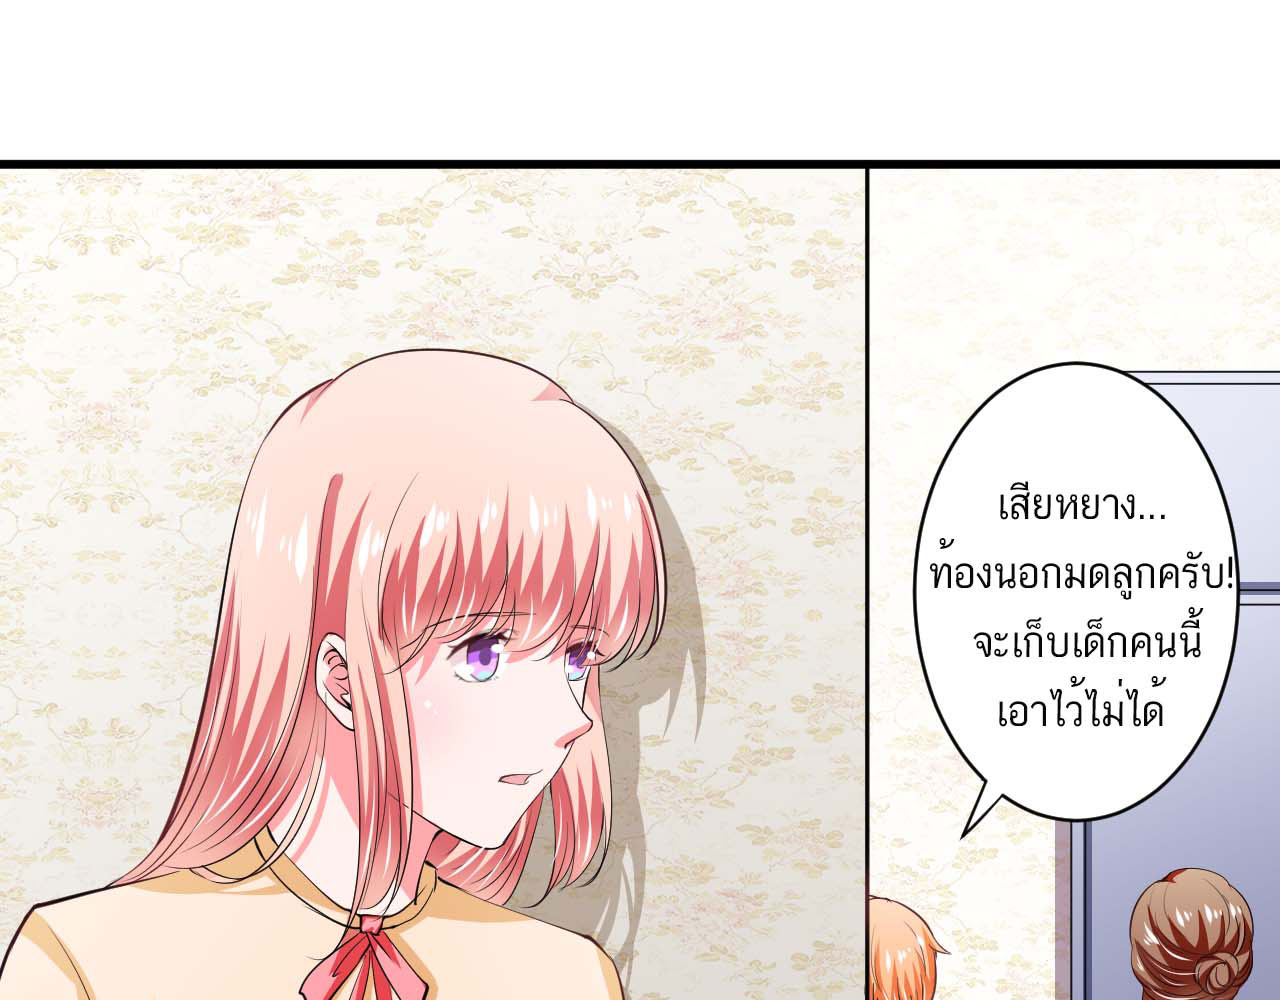 เสียหยาง...
ท้องนอกมดลูกครับ!
จะเก็บเด็กคนนี้
เอาไว้ไม่ได้